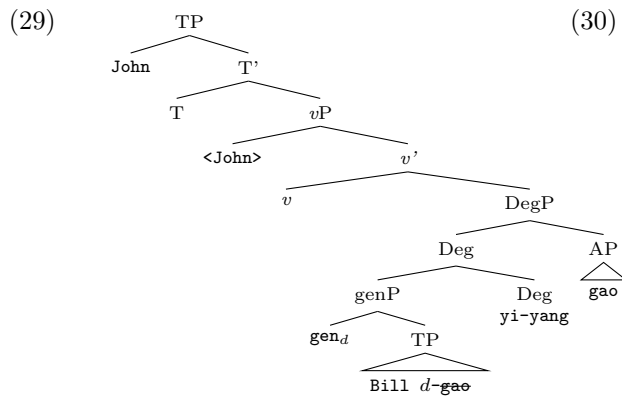 (29) TP (30)
John T'
T vP
<John> v'
v DegP
Deg AP
genP Deg gao
yi-yang
gen_d TP
Bill d-gao